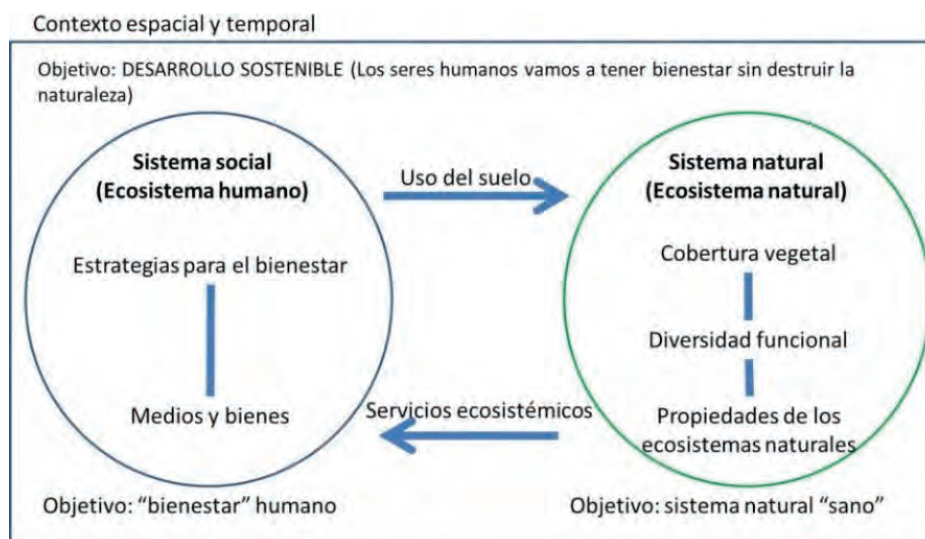 Contexto espacial y temporal
Objetivo: DESARROLLO SOSTENIBLE (Los seres humanos vamos a tener bienestar sin destruir la
naturaleza)
Sistema social
(Ecosistema humano)
Estrategias para el bienestar
Medios y bienes
Uso del suelo
Servicios ecosistémicos
Sistema natural
(Ecosistema natural)
Cobertura vegetal
Diversidad funcional
Propiedades de los
ecosistemas naturales
Objetivo: “bienestar” humano
Objetivo: sistema natural “sano”